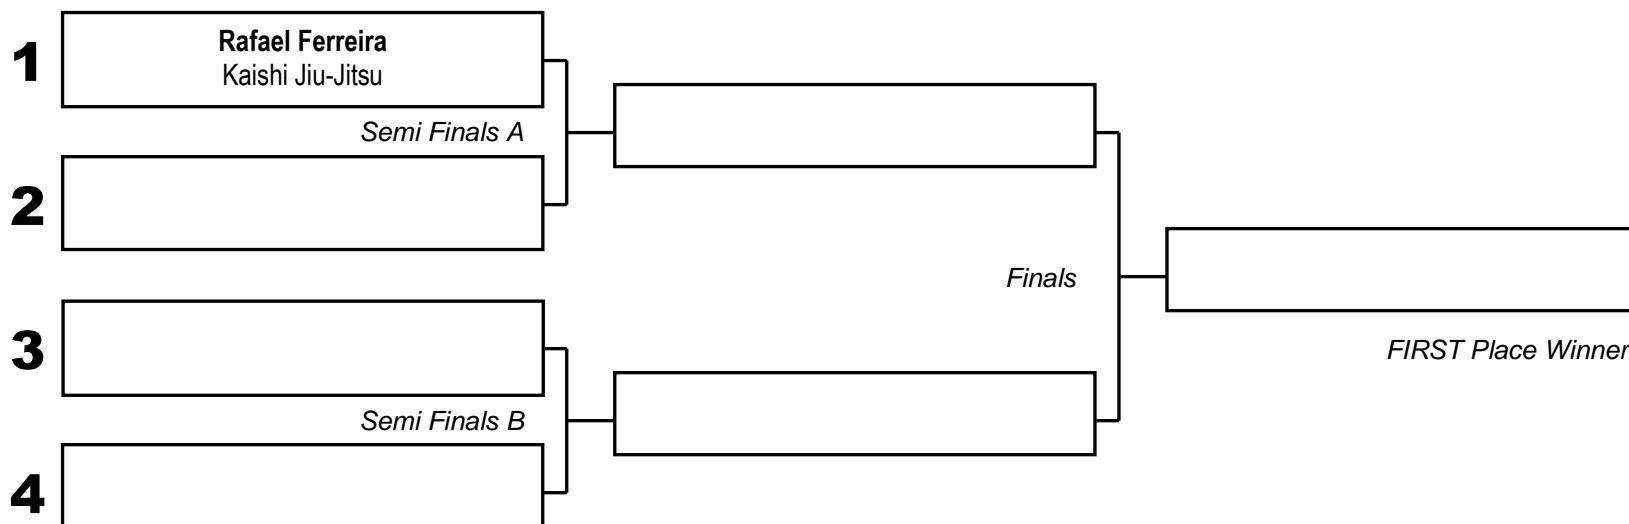 1
Rafael Ferreira
Kaishi Jiu-Jitsu
Semi Finals A
2
Finals
3
FIRST Place Winner
Semi Finals B
4